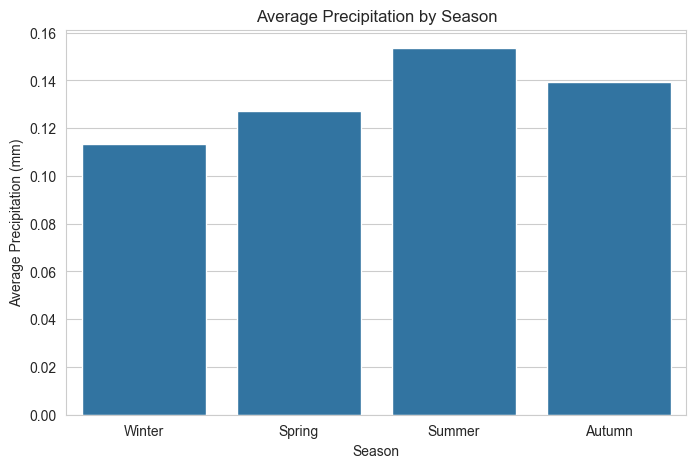 Average Precipitation by Season
Average Precipitation (mm)
0.16
0.14
0.12
0.10
0.08
0.06
0.04
0.02
0.00
Winter Spring Summer Autumn
Season